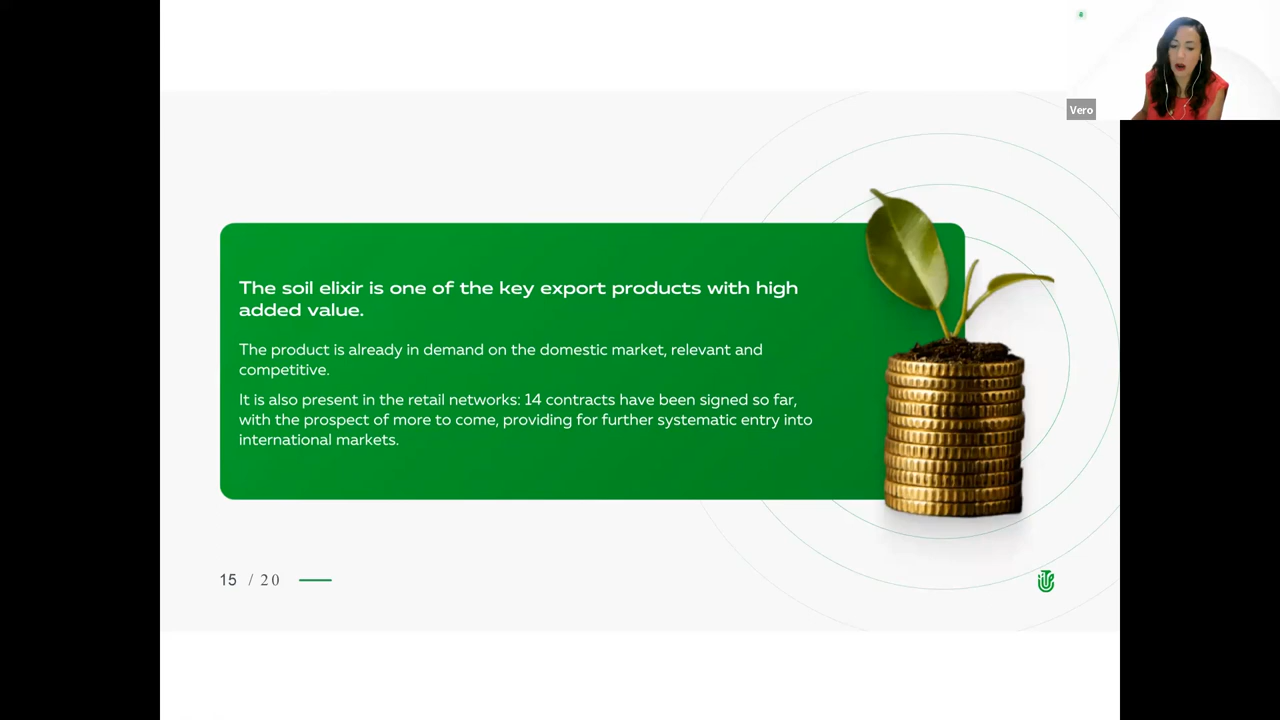 Vero
The soil elixir is one of the key export products with high
added value.
The product is already in demand on the domestic market, relevant and
competitive.
It is also present in the retail networks: 14 contracts have been signed so far,
with the prospect of more to come, providing for further systematic entry into
international markets.
15 / 20